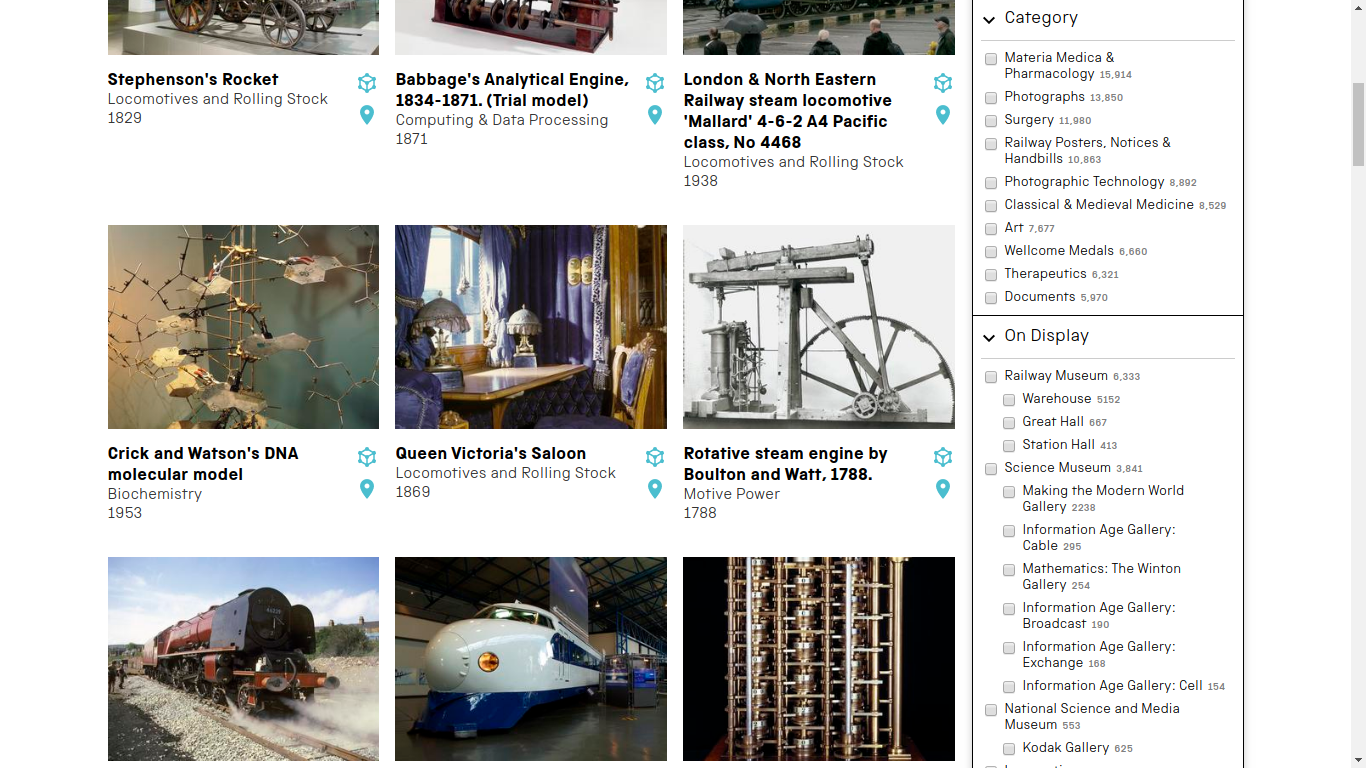 Stephenson's Rocket
Locomotives and Rolling Stock
1829
Babbage's Analytical Engine,
1834-1871. (Trial model)
Computing & Data Processing
1871
London & North Eastern
Railway steam locomotive
'Mallard' 4-6-2 A4 Pacific
class, No 4468
Locomotives and Rolling Stock
1938
Crick and Watson's DNA
molecular model
Biochemistry
1953
Queen Victoria's Saloon
Locomotives and Rolling Stock
1869
Rotative steam engine by
Boulton and Watt, 1788.
Motive Power
1788
Category
Materia Medica &
Pharmacology 15,914
Photographs 13,850
Surgery 11,980
Railway Posters, Notices &
Handbills 10,863
Photographic Technology 8,892
Classical & Medieval Medicine 8,529
Art 7,677
Wellcome Medals 6,660
Therapeutics 6,321
Documents 5,970
On Display
Railway Museum 6,333
Warehouse 5152
Great Hall 667
Station Hall 413
Science Museum 3,841
Making the Modern World
Gallery 2238
Information Age Gallery:
Cable 295
Mathematics: The Winton
Gallery 254
Information Age Gallery:
Broadcast 190
Information Age Gallery:
Exchange 168
Information Age Gallery: Cell 154
National Science and Media
Museum 553
Kodak Gallery 625